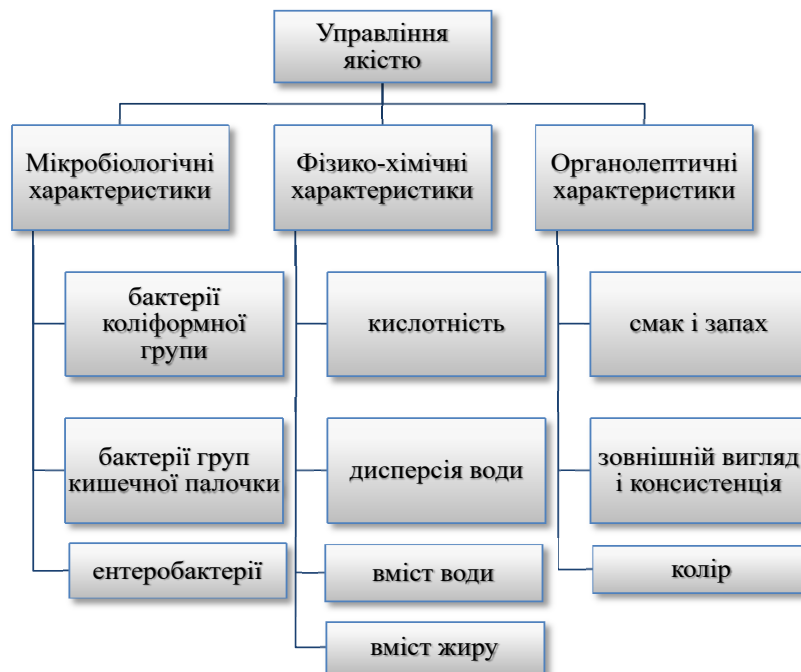 Управління
якістю
Мікробіологічні
характеристики
Фізико-хімічні
характеристики
Органолептичні
характеристики
бактерії
коліформної
групи
кислотність
смак і запах
бактерії груп
кишечної палочки
дисперсія води
зовнішній вигляд
і консистенція
ентеробактерії
вміст води
колір
вміст жиру